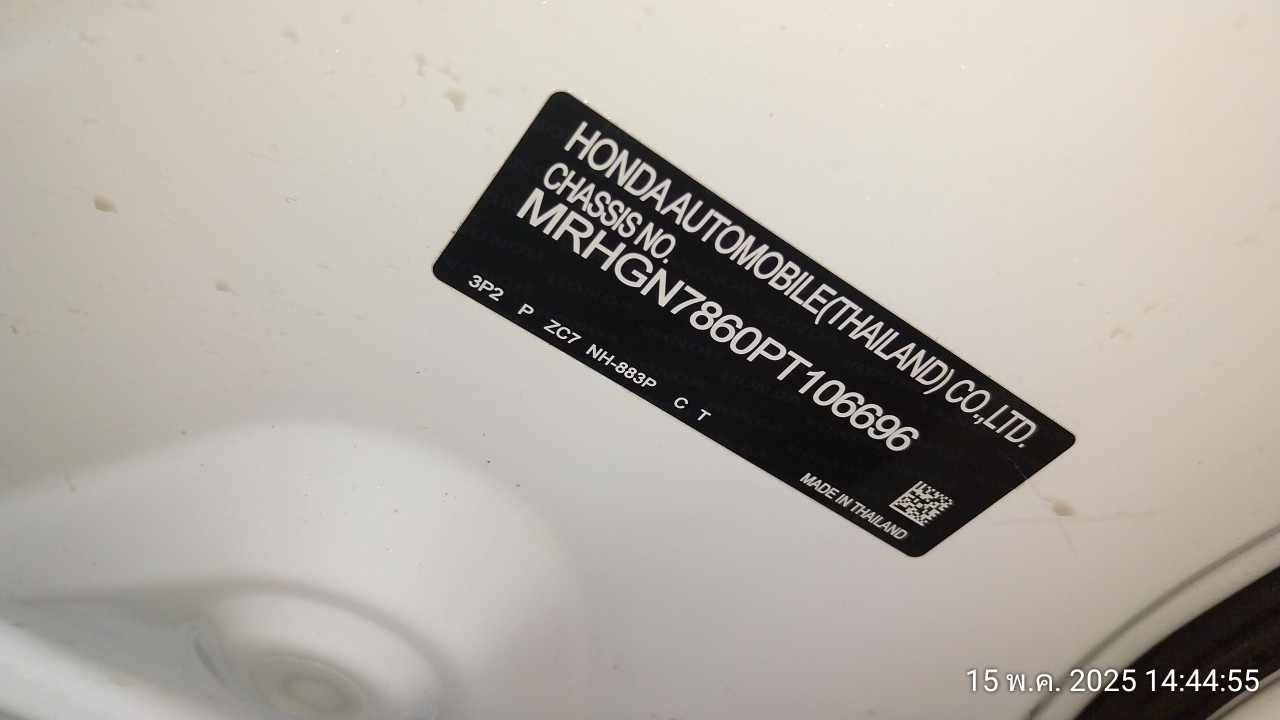 HONDA AUTOMOBILE (THAILAND) CO.,LTD.
CHASSIS NO.
MRHGN7860PT106696
3P2 P ZC7 NH-883P C T
MADE IN THAILAND
15 พ.ค. 2025 14:44:55